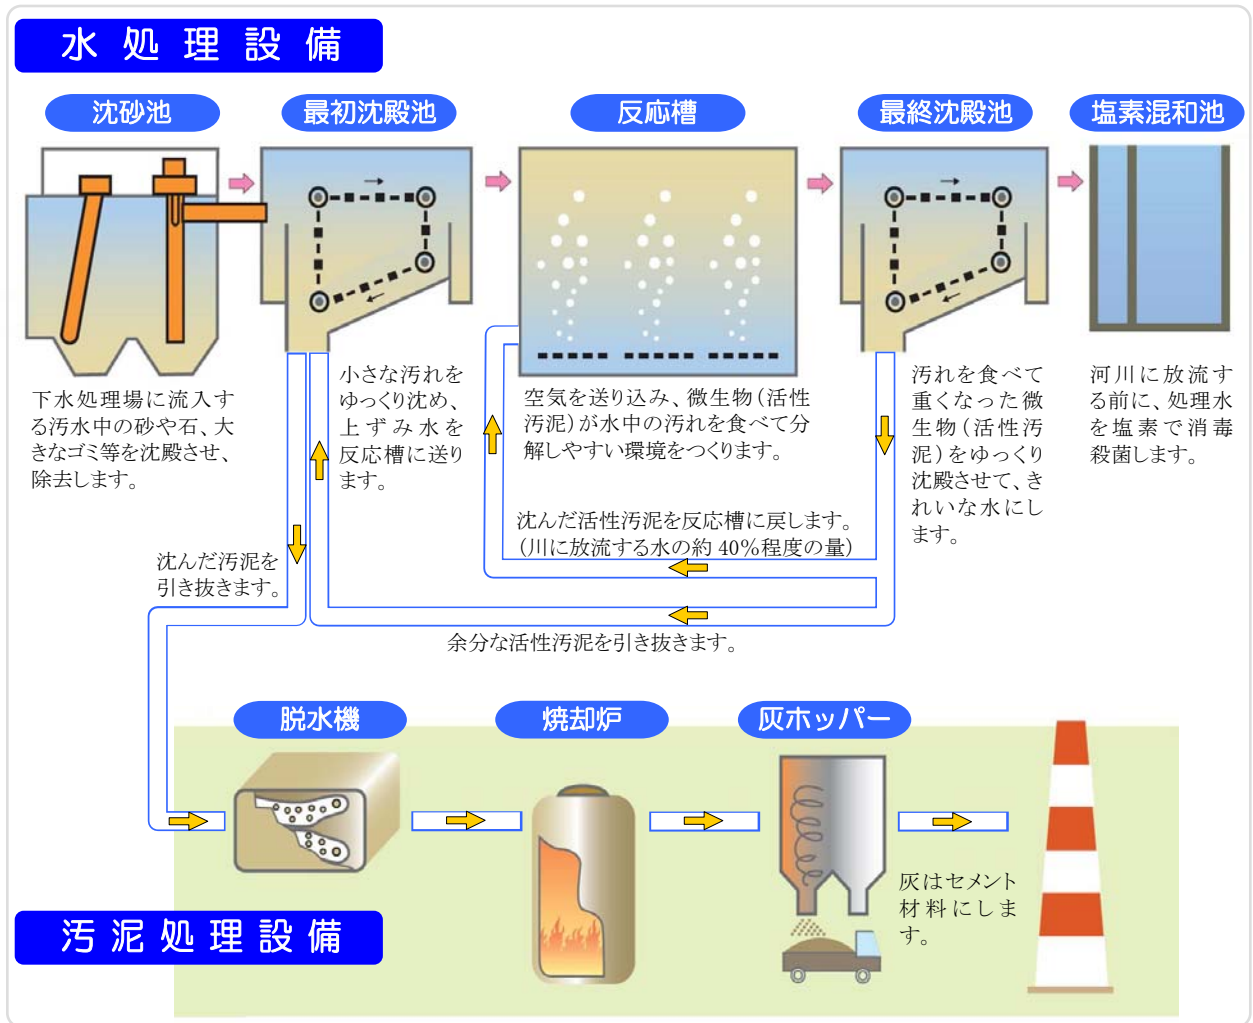 水処理設備
沈砂池
最初沈殿池
反応槽
最終沈殿池
塩素混和池
下水処理場に流入す
る汚水中の砂や石、大
きなゴミ等を沈殿させ、
除去します。
小さな汚れを
ゆっくり沈め、
上ずみ水を
反応槽に送り
ます。
空気を送り込み、微生物（活性
汚泥）が水中の汚れを食べて分
解しやすい環境をつくります。
汚れを食べて
重くなった微
生物（活性汚
泥）をゆっくり
沈殿させて、き
れいな水にし
ます。
河川に放流す
る前に、処理水
を塩素で消毒
殺菌します。
沈んだ活性汚泥を反応槽に戻します。
（川に放流する水の約 40％程度の量）
沈んだ汚泥を
引き抜きます。
余分な活性汚泥を引き抜きます。
脱水機
焼却炉
灰ホッパー
灰はセメント
材料にしま
す。
汚泥処理設備